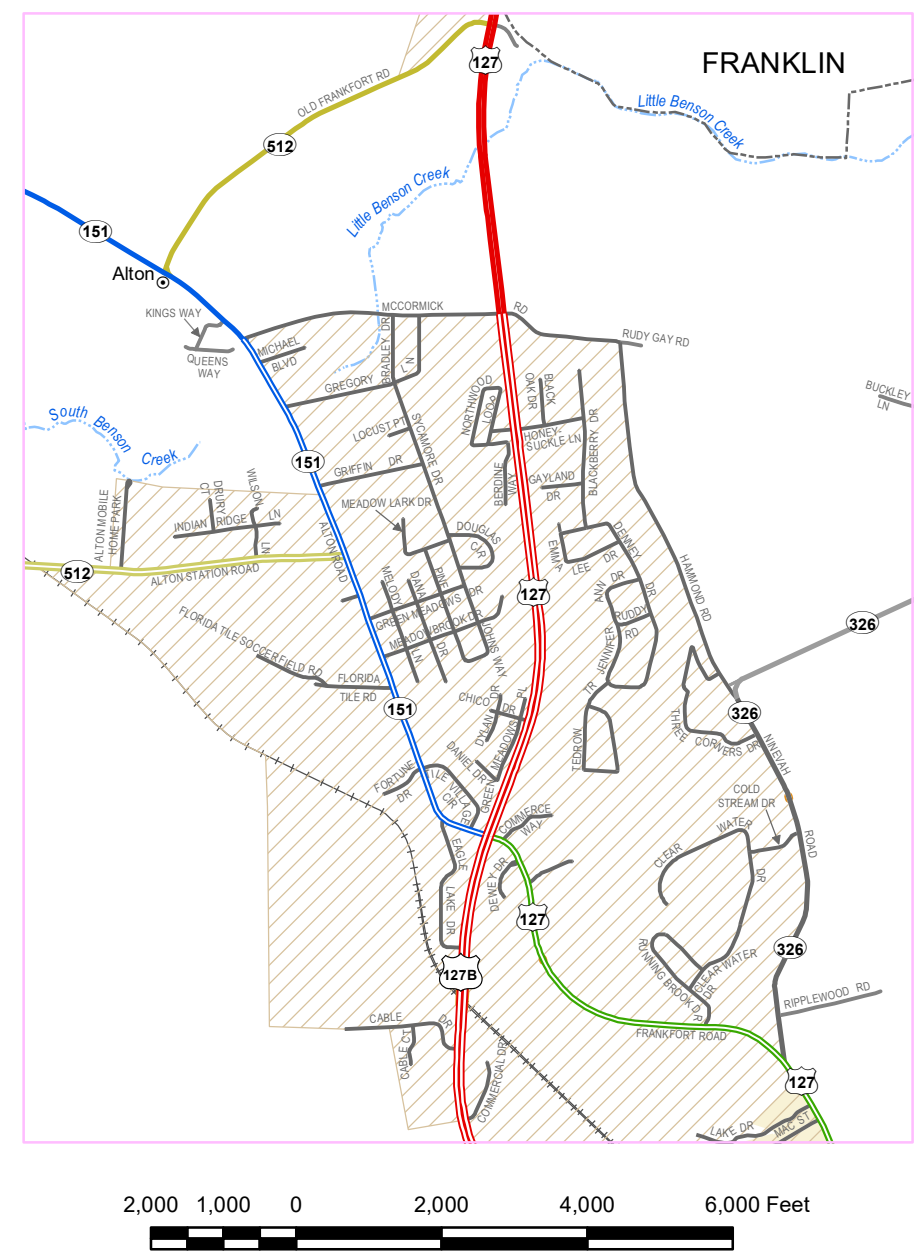 127
FRANKLIN
OLD FRANKFORT RD
Little Benson Creek
512
Little Benson Creek
151
Alton
KINGS WAY
MCCORMICK
RD
QUEENS
WAY
MICHAEL
BLVD
BRADLEY DR
LN
RUDY GAY RD
GREGORY
BUCKLEY
LN
NORTHWOOD
LOOP
BLACK
OAK DR
South Benson
Creek
LOCUST PT
SYCAMORE DR
HONEY-
SUCKLE LN
BLACKBERRY DR
151
GRIFFIN DR
BERDINE
WAY
GAYLAND
DR
ALTON MOBILE
HOME PARK
DRURY
CT
WILSON
LN
INDIAN RIDGE LN
MEADOW LARK DR
ALTON ROAD
DOUGLAS
CIR
EMMA
LEE DR
DENNEY
DR
512
ALTON STATION ROAD
HAMMOND RD
MELODY
LN
DANA
DR
PINE
GREEN MEADOWS DR
MEADOWBROOK DR
JOHNS WAY
127
ANN DR
RUDDY
RD
JENNIFER
326
FLORIDA TILE SOCCERFIELD RD
FLORIDA
TILE RD
151
CHICO DR
DYLAN DR
DANIEL DR
GREEN MEADOWS PL
TEDROW
TR
THREE
CORNERS DR
326
NINEVAH
ROAD
FORTUNE
DR
TILE VILLAGE
CIR
COLD
STREAM DR
COMMERCE
WAY
EAGLE
LAKE DR
DEWEY DR
CLEAR
WATER
DR
127
127B
RUNNING BROOK DR
CLEAR WATER
DR
326
RIPPLEWOOD RD
CABLE
DR
CABLE CT
COMMERCIAL DR
FRANKFORT ROAD
127
LAKE DR
MAC ST
2,000 1,000 0 2,000 4,000 6,000 Feet